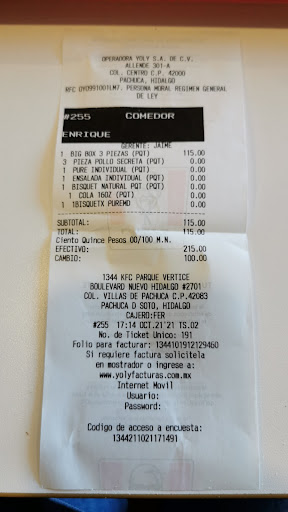 OPERADORA YOLY S.A. DE C.V.
ALLENDE 301-A
COL. CENTRO C.P. 42000
PACHUCA, HIDALGO
RFC OYO991001LM7, PERSONA MORAL REGIMEN GENERAL
DE LEY
#255 COMEDOR
ENRIQUE
GERENTE: JAIME
1 BIG BOX 3 PIEZAS (PQT) 115.00
3 PIEZA POLLO SECRETA (PQT) 0.00
1 PURE INDIVIDUAL (PQT) 0.00
1 ENSALADA INDIVIDUAL (PQT) 0.00
1 BISQUET NATURAL PQT (PQT) 0.00
1 COLA 16OZ (PQT) 0.00
1 1BISQUETX PUREMD 0.00
SUBTOTAL: 115.00
TOTAL: 115.00
Ciento Quince Pesos 00/100 M.N.
EFECTIVO: 215.00
CAMBIO: 100.00
1344 KFC PARQUE VERTICE
BOULEVARD NUEVO HIDALGO #2701
COL. VILLAS DE PACHUCA C.P.42083
PACHUCA D SOTO, HIDALGO
CAJERO:FER
#255 17:14 OCT.21'21 TS.02
No. de Ticket Unico: 191
Folio para facturar: 1344101912129460
Si requiere factura solicitela
en mostrador o ingrese a:
www.yolyfacturas.com.mx
Internet Movil
Usuario:
Password:
Codigo de acceso a encuesta:
1344211021171491